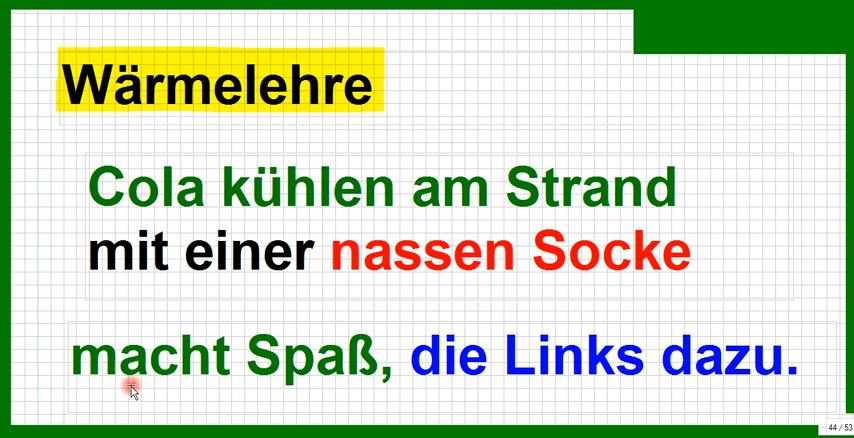 Wärmelehre
Cola kühlen am Strand
mit einer nassen Socke
macht Spaß, die Links dazu.
44 / 53